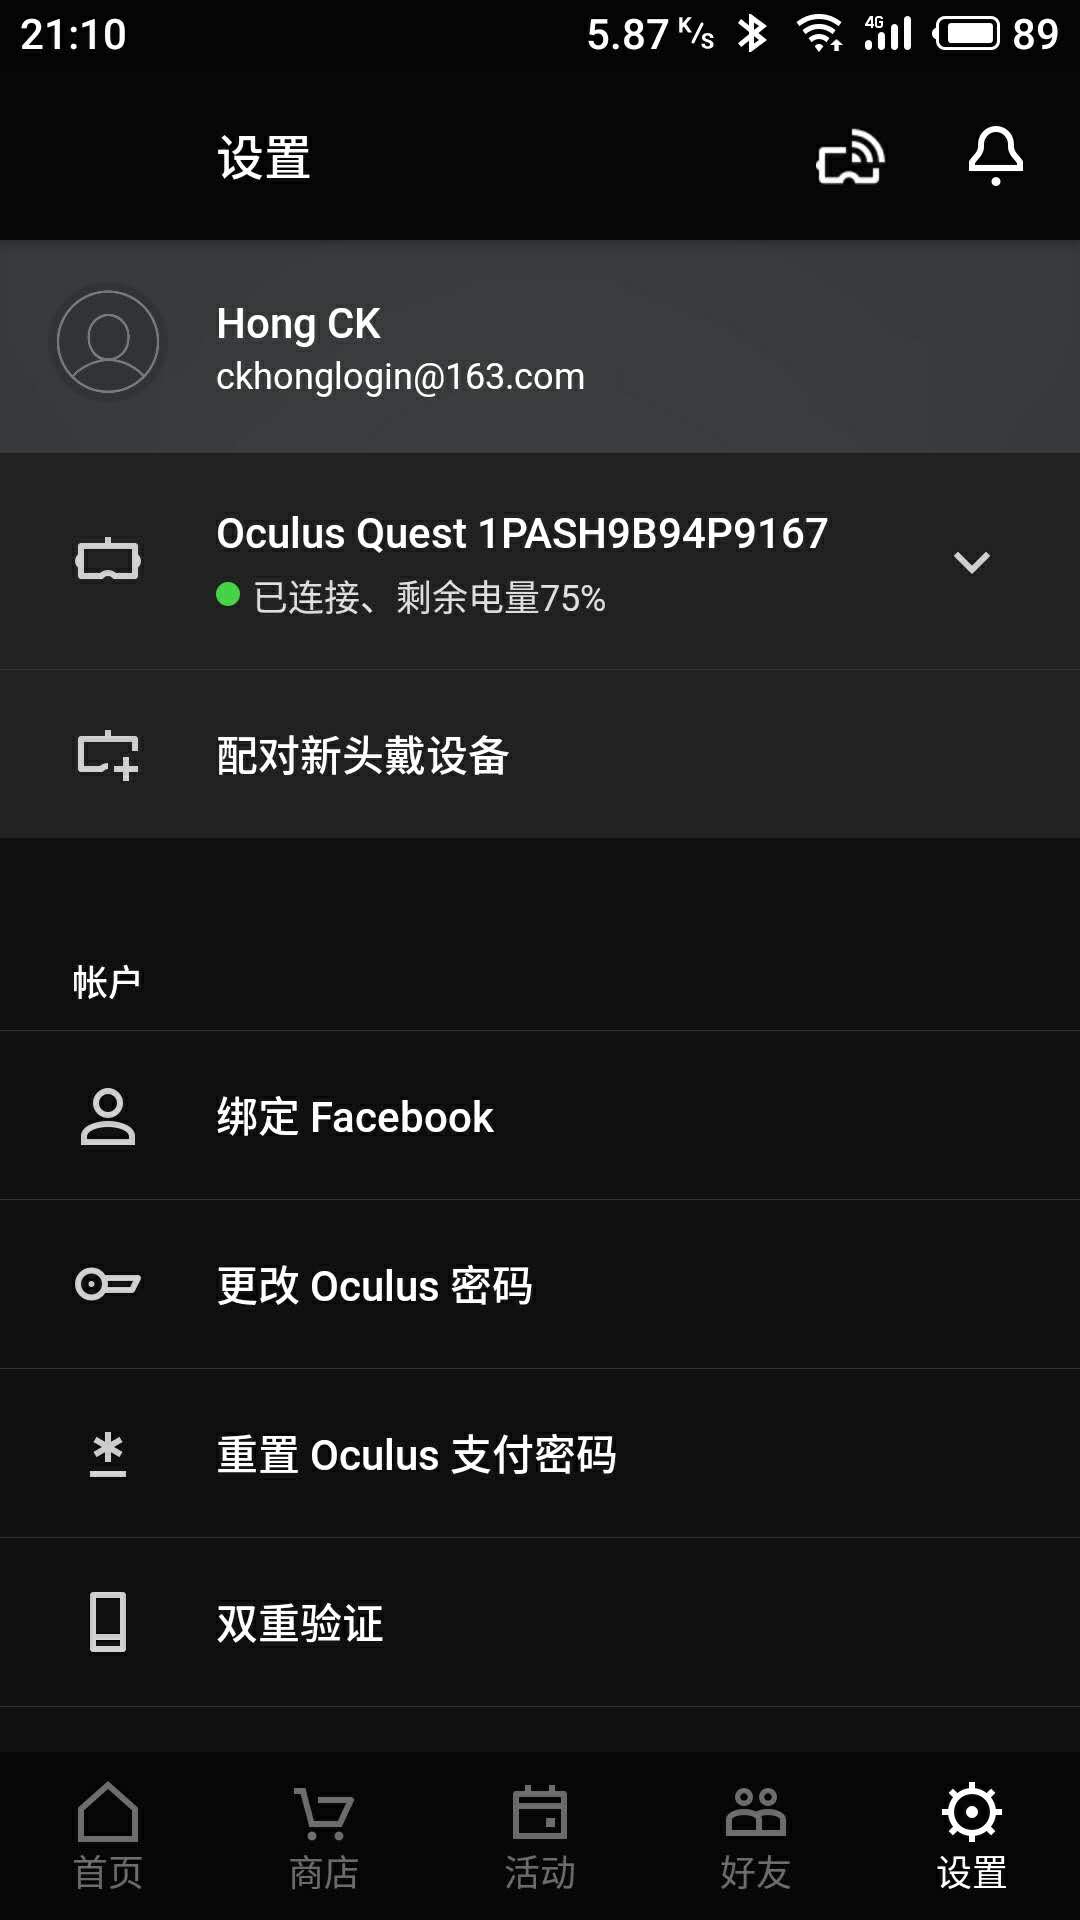 21:10 5.87 K/s 4G 89
设置
Hong CK
ckhonglogin@163.com
Oculus Quest 1PASH9B94P9167
已连接、剩余电量75%
配对新头戴设备
帐户
绑定 Facebook
更改 Oculus 密码
重置 Oculus 支付密码
双重验证
首页 商店 活动 好友 设置